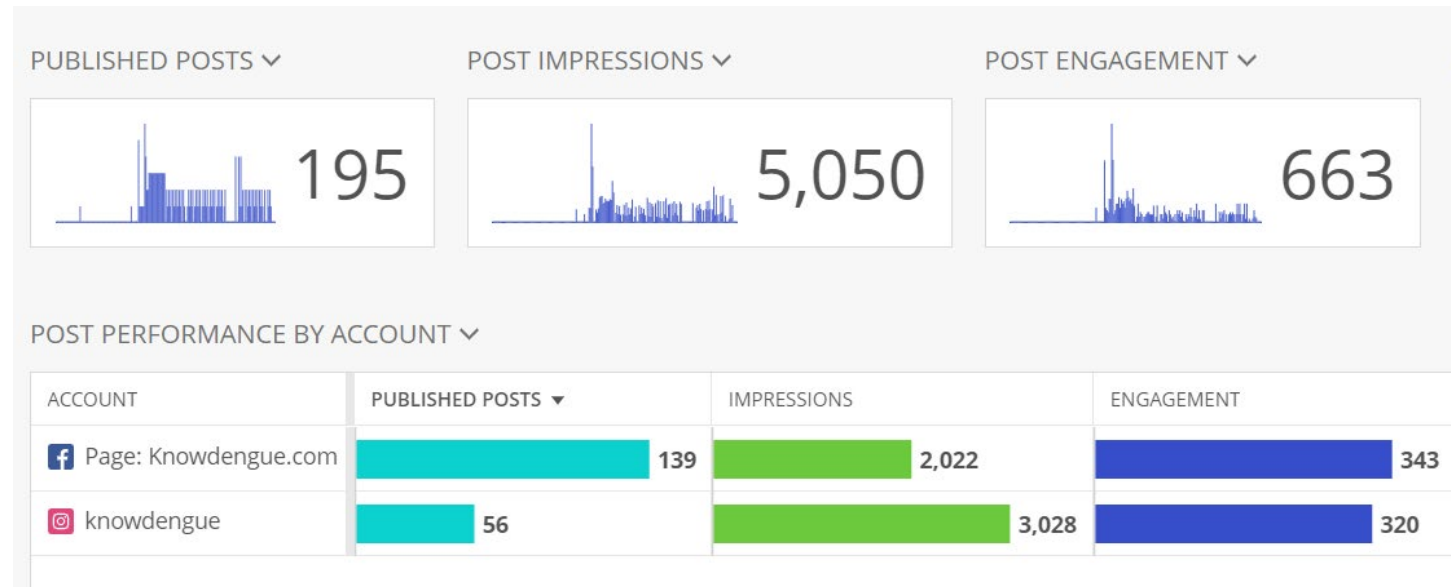 PUBLISHED POSTS
POST IMPRESSIONS
POST ENGAGEMENT
195
5,050
663
POST PERFORMANCE BY ACCOUNT
ACCOUNT
PUBLISHED POSTS
IMPRESSIONS
ENGAGEMENT
Page: Knowdengue.com
139
2,022
343
knowdengue
56
3,028
320